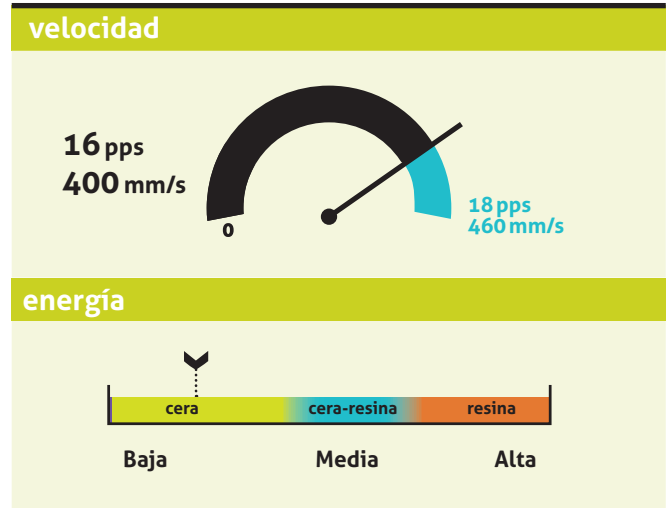 velocidad
16 pps
400 mm/s
0
18 pps
460 mm/s
energía
cera
cera-resina
resina
Baja
Media
Alta